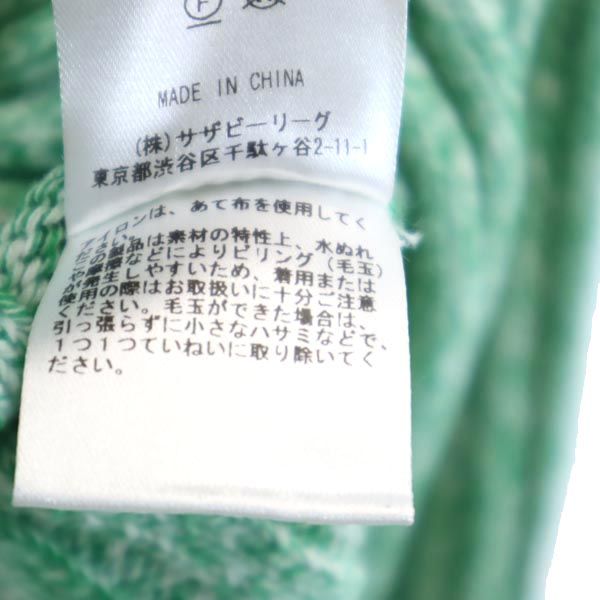 F
MADE IN CHINA
(株) サザビーリーグ
東京都渋谷区千駄ヶ谷2-11-1
アイロンは、あて布を使用してく
ださい。
この製品は素材の特性上、水ぬれ
や摩擦などによりピリング(毛玉)
が発生しやすいため、着用または
使用の際はお取扱いに十分ご注意
ください。毛玉ができた場合は、
引っ張らずに小さなハサミなどで、
1つ1つていねいに取り除いてく
ださい。